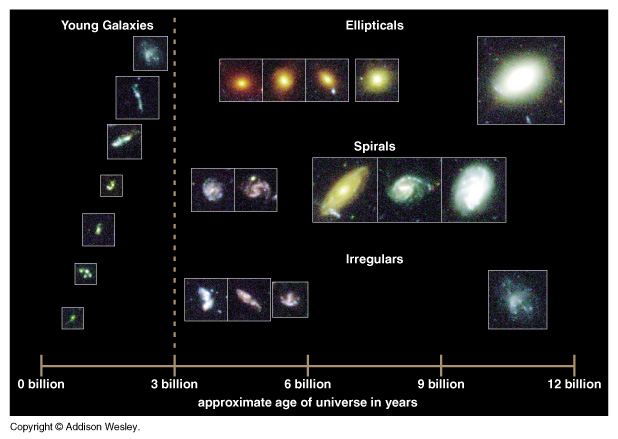 Young Galaxies
Ellipticals
Spirals
Irregulars
0 billion 3 billion 6 billion 9 billion 12 billion
approximate age of universe in years
Copyright © Addison Wesley.